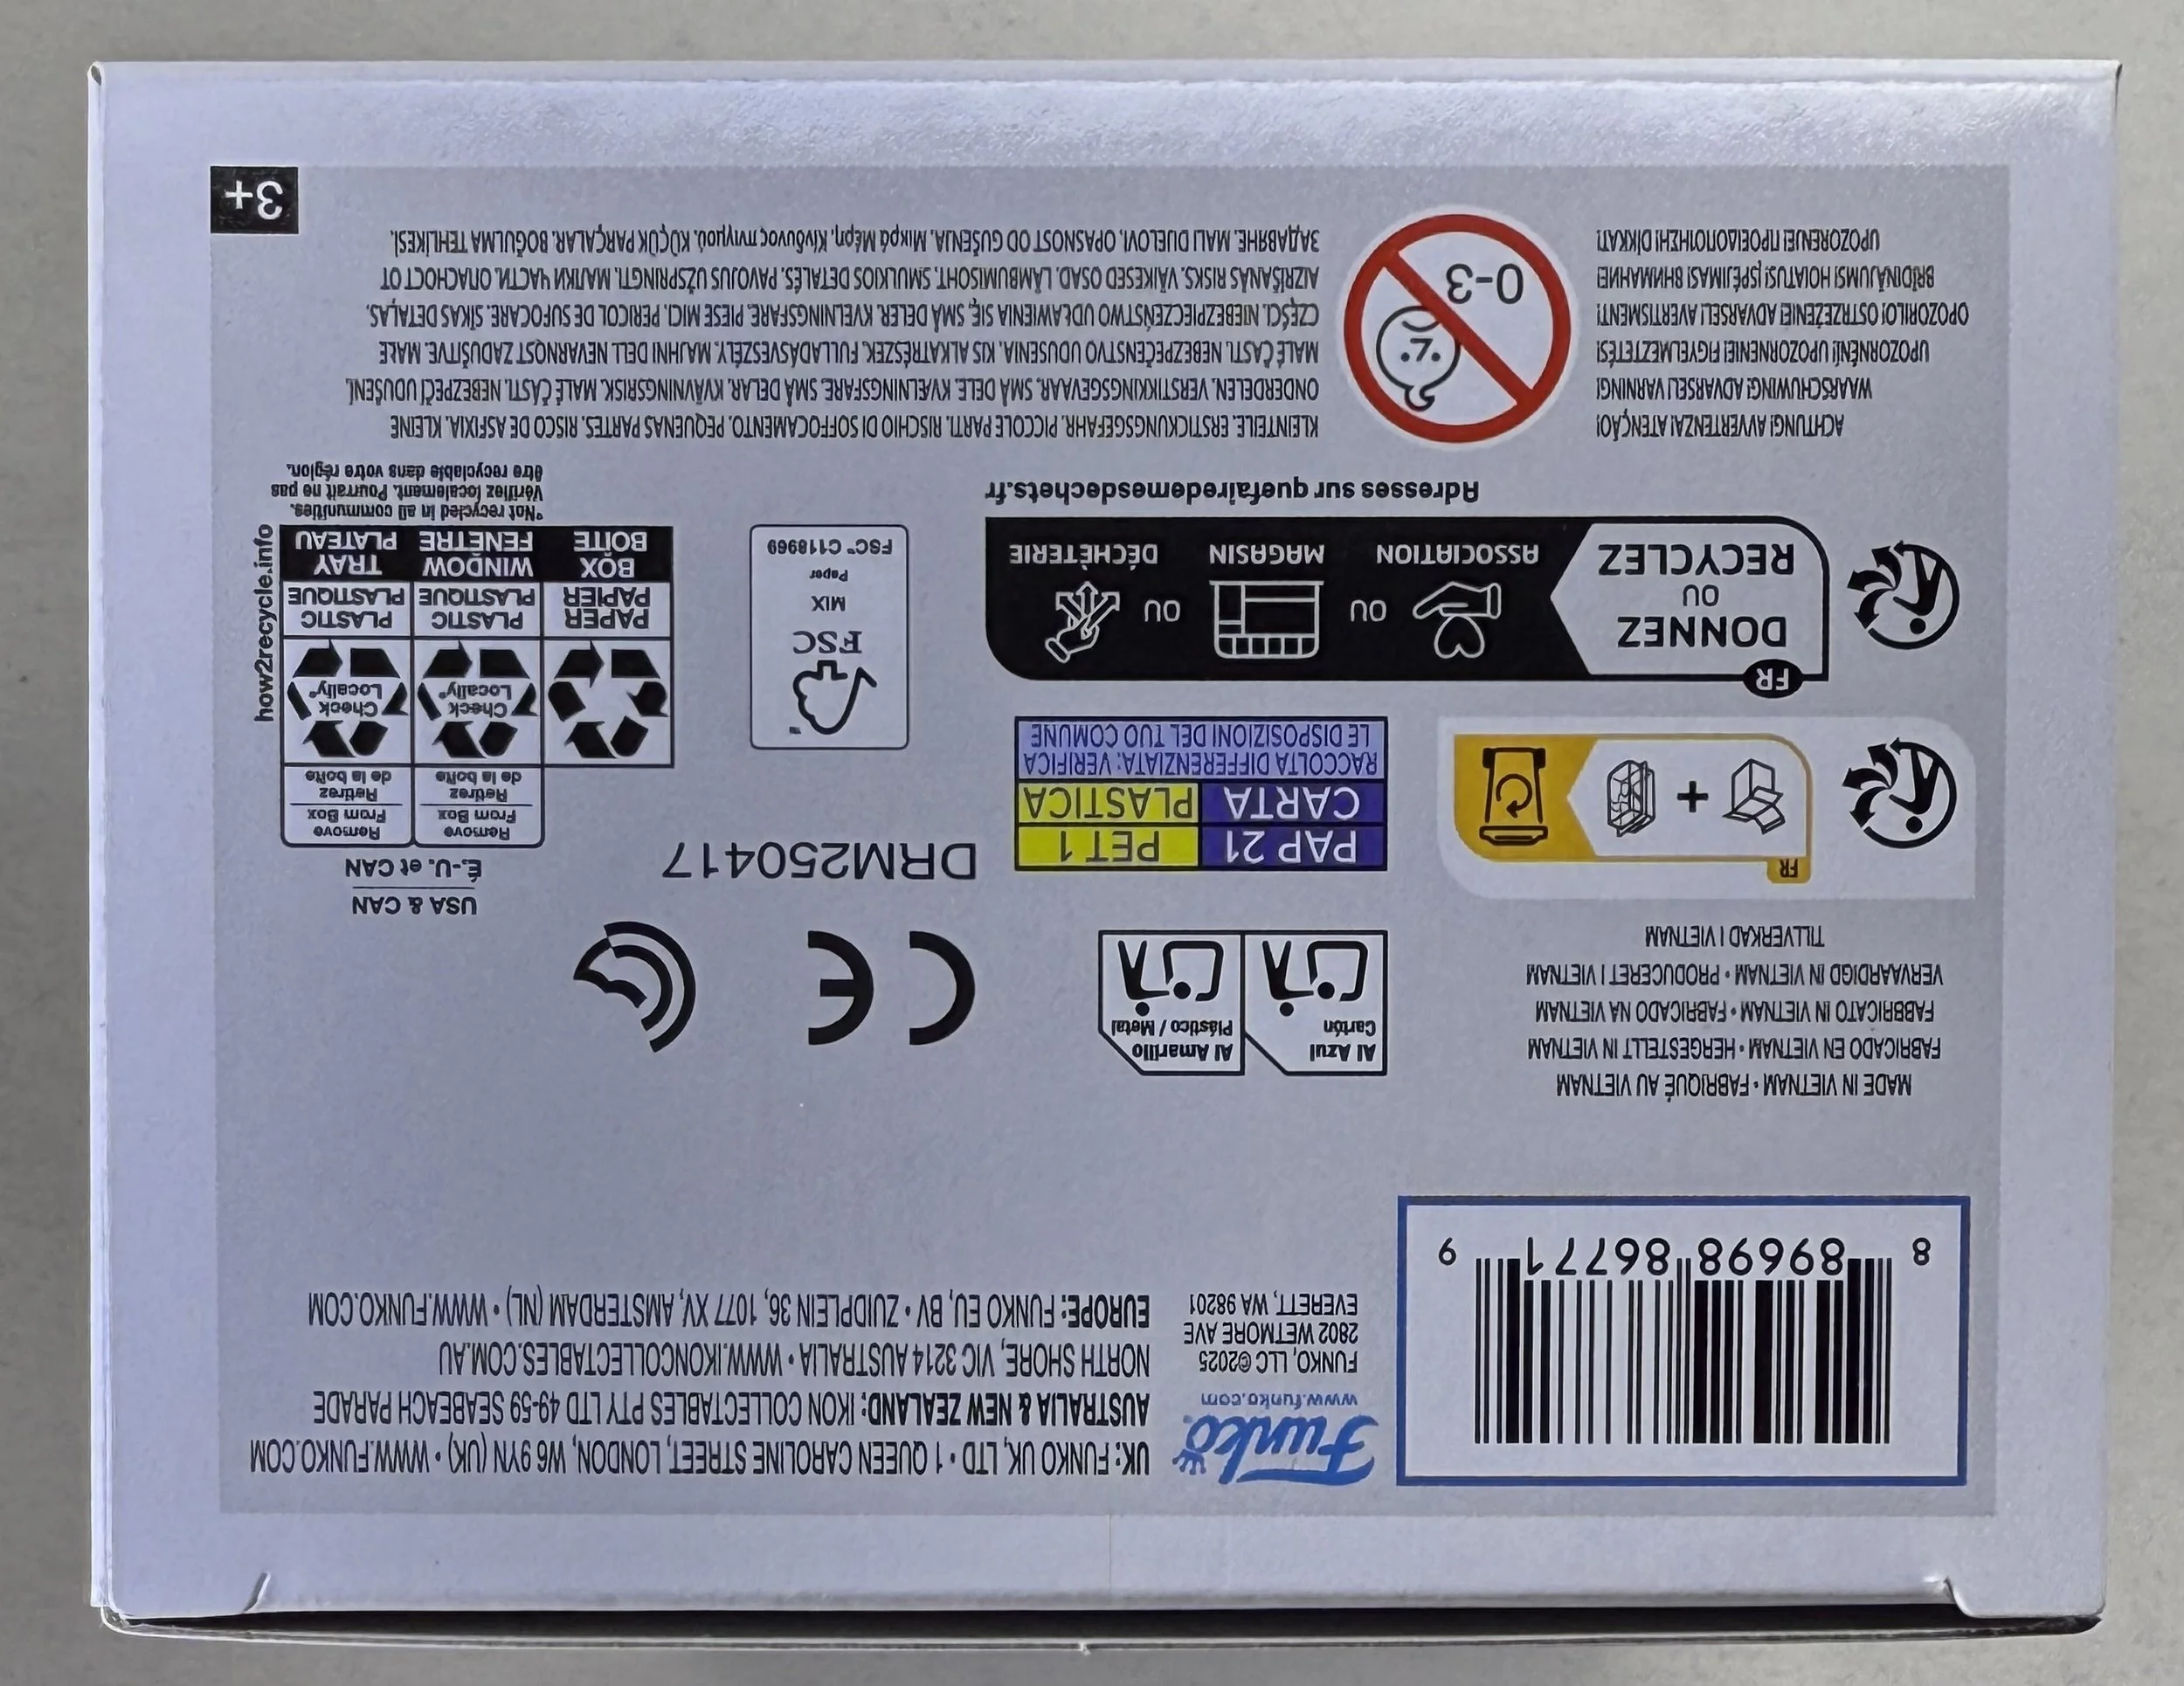 UK: FUNKO UK, LTD • 1 QUEEN CAROLINE STREET, LONDON, W6 9YN (UK) • WWW.FUNKO.COM
AUSTRALIA & NEW ZEALAND: IKON COLLECTABLES PTY LTD 49-59 SEABEACH PARADE
NORTH SHORE, VIC 3214 AUSTRALIA • WWW.IKONCOLLECTABLES.COM.AU
EUROPE: FUNKO EU, BV • ZUIDPLEIN 36, 1077 XV, AMSTERDAM (NL) • WWW.FUNKO.COM
Funko
www.funko.com
FUNKO, LLC ©2025
2802 WETMORE AVE
EVERETT, WA 98201
8 89698 86771 9
MADE IN VIETNAM • FABRIQUÉ AU VIETNAM
FABRICADO EN VIETNAM • HERGESTELLT IN VIETNAM
FABBRICATO IN VIETNAM • FABRICADO NA VIETNAM
VERVAARDIGD IN VIETNAM • PRODUCERET I VIETNAM
TILLVERKAD I VIETNAM
Al Azul
Cartón
Al Amarillo
Plástico / Metal
CE
DRM250417
USA & CAN
É.-U. et CAN
Remove
From Box
Retirez
de la boîte
Remove
From Box
Retirez
de la boîte
Check
Locally*
Check
Locally*
PAPER
PAPIER
PLASTIC
PLASTIQUE
PLASTIC
PLASTIQUE
BOX
BOÎTE
WINDOW
FENÊTRE
TRAY
PLATEAU
how2recycle.info
*Not recycled in all communities.
Vérifiez localement. Pourrait ne pas
être recyclable dans votre région.
FR
PAP 21
PET 1
CARTA
PLASTICA
RACCOLTA DIFFERENZIATA: VERIFICA
LE DISPOSIZIONI DEL TUO COMUNE
FSC
MIX
Paper
FSC® C118969
FR
DONNEZ
OU
RECYCLEZ
ASSOCIATION
OU
MAGASIN
OU
DÉCHÈTERIE
Adresses sur quefairedemesdechets.fr
ACHTUNG! AVVERTENZA! ATENÇÃO!
WAARSCHUWING! ADVARSEL! VARNING!
UPOZORNĚNÍ! UPOZORNENIE! FIGYELMEZTETÉS!
OPOZORILO! OSTRZEŻENIE! ADVARSEL! AVERTISMENT!
BRĪDINĀJUMS! HOIATUS! ĮSPĖJIMAS! ВНИМАНИЕ!
UPOZORENJE! ΠΡΟΕΙΔΟΠΟΙΗΣΗ! DİKKAT!
0-3
KLEINTEILE. ERSTICKUNGSGEFAHR. PICCOLE PARTI. RISCHIO DI SOFFOCAMENTO. PEQUENAS PARTES. RISCO DE ASFIXIA. KLEINE
ONDERDELEN. VERSTIKKINGSGEVAAR. SMÅ DELE. KVÆLNINGSFARE. SMÅ DELAR. KVÄVNINGSRISK. MALÉ ČÁSTI. NEBEZPEČÍ UDUŠENÍ.
MALÉ ČASTI. NEBEZPEČENSTVO UDUSENIA. KIS ALKATRÉSZEK. FULLADÁSVESZÉLY. MAJHNI DELI. NEVARNOST ZADUŠITVE. MAŁE
CZĘŚCI. NIEBEZPIECZEŃSTWO UDŁAWIENIA SIĘ. SMÅ DELER. KVELNINGSFARE. PIESE MICI. PERICOL DE SUFOCARE. SĪKAS DETAĻAS.
AIZRĪŠANĀS RISKS. VÄIKESED OSAD. LÄMBUMISOHT. SMULKIOS DETALĖS. PAVOJUS UŽSPRINGTI. МАЛКИ ЧАСТИ. ОПАСНОСТ ОТ
ЗАДАВЯНЕ. MALI DIJELOVI. OPASNOST OD GUŠENJA. Μικρά Μέρη. Κίνδυνος πνιγμού. KÜÇÜK PARÇALAR. BOĞULMA TEHLİKESİ.
3+